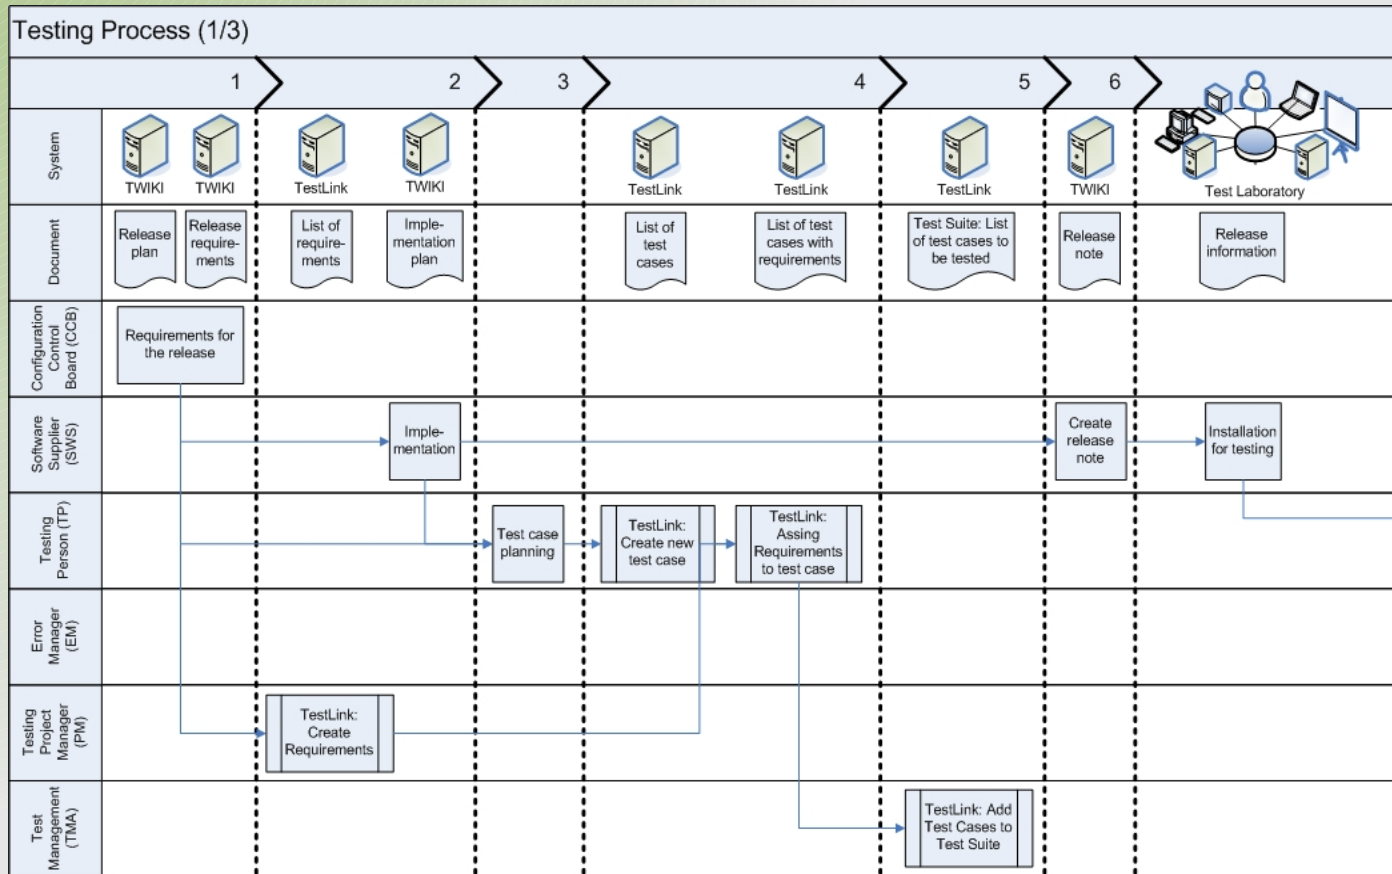 Testing Process (1/3)
1
2
3
4
5
6
System
TWIKI
TWIKI
TestLink
TWIKI
TestLink
TestLink
TestLink
TWIKI
Test Laboratory
Document
Release
plan
Release
require-
ments
List of
require-
ments
Imple-
mentation
plan
List of
test
cases
List of test
cases with
requirements
Test Suite: List
of test cases to
be tested
Release
note
Release
information
Configuration
Control
Board (CCB)
Requirements for
the release
Software
Supplier
(SWS)
Imple-
mentation
Create
release
note
Installation
for testing
Testing
Person (TP)
Test case
planning
TestLink:
Create new
test case
TestLink:
Assing
Requirements
to test case
Error
Manager
(EM)
Testing
Project
Manager
(PM)
TestLink:
Create
Requirements
Test
Management
(TMA)
TestLink: Add
Test Cases to
Test Suite